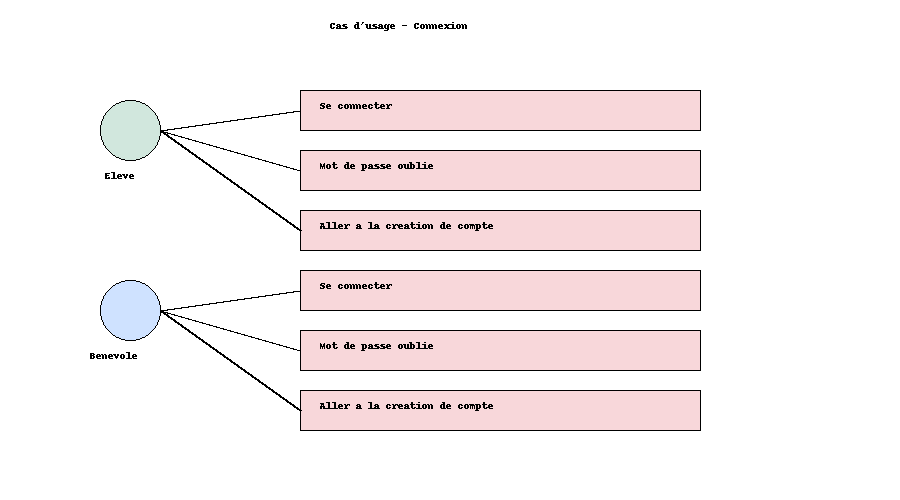 Cas d'usage - Connexion
Se connecter
Mot de passe oublie
Eleve
Aller a la creation de compte
Se connecter
Mot de passe oublie
Benevole
Aller a la creation de compte